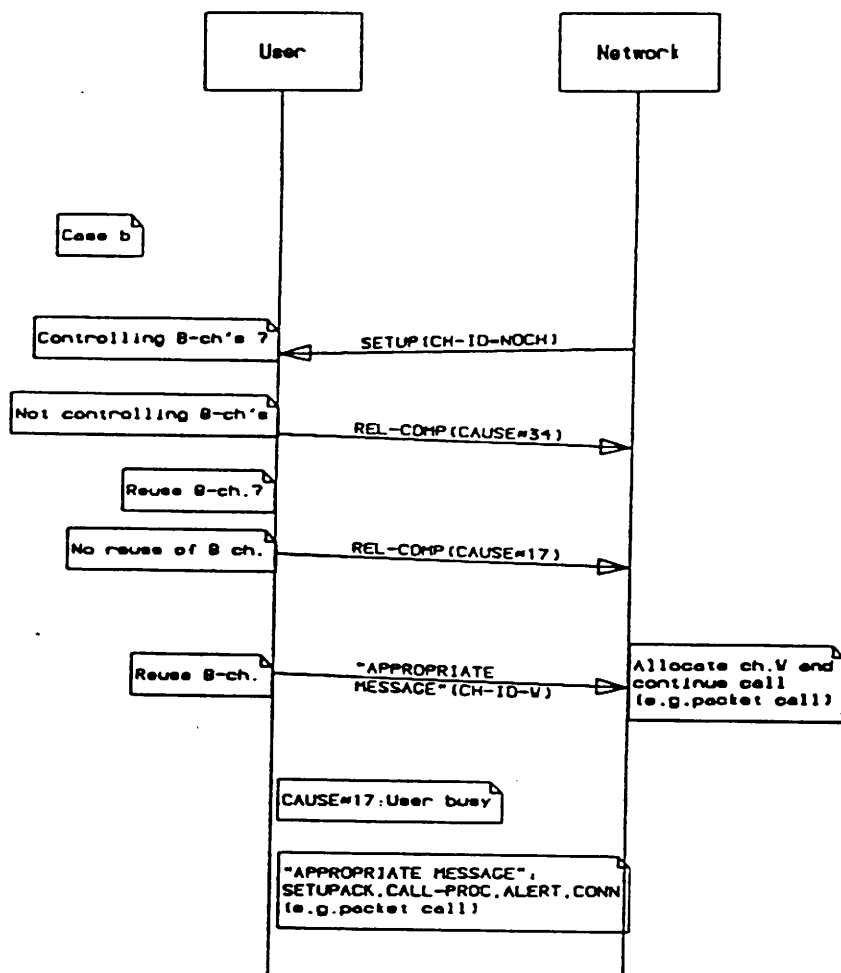 User
Network
Case b
Controlling B-ch's ?
SETUP(CH-ID=NOCH)
Not controlling B-ch's
REL-COMP(CAUSE=34)
Reuse B-ch.?
No reuse of B ch.
REL-COMP(CAUSE=17)
Reuse B-ch.
"APPROPRIATE
MESSAGE"(CH-ID=W)
Allocate ch.W and
continue call
(e.g.packet call)
CAUSE=17:User busy
"APPROPRIATE MESSAGE":
SETUPACK,CALL-PROC,ALERT,CONN
(e.g.packet call)